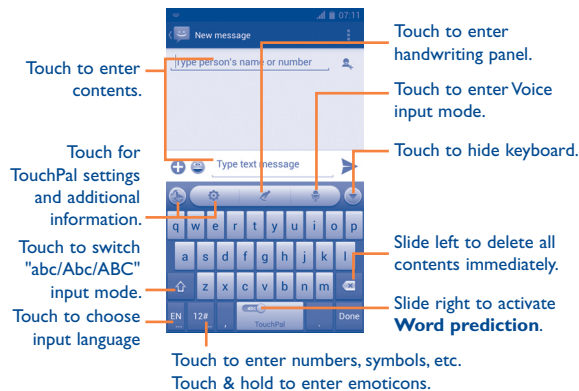 07:11
New message
Type person's name or number
Type text message
q w e r t y u i o p
a s d f g h j k l
z x c v b n m
EN
...
12#
...
,
TouchPal
.
Done
Touch to enter
contents.
Touch for
TouchPal settings
and additional
information.
Touch to switch
"abc/Abc/ABC"
input mode.
Touch to choose
input language
Touch to enter
handwriting panel.
Touch to enter Voice
input mode.
Touch to hide keyboard.
Slide left to delete all
contents immediately.
Slide right to activate
Word prediction.
Touch to enter numbers, symbols, etc.
Touch & hold to enter emoticons.